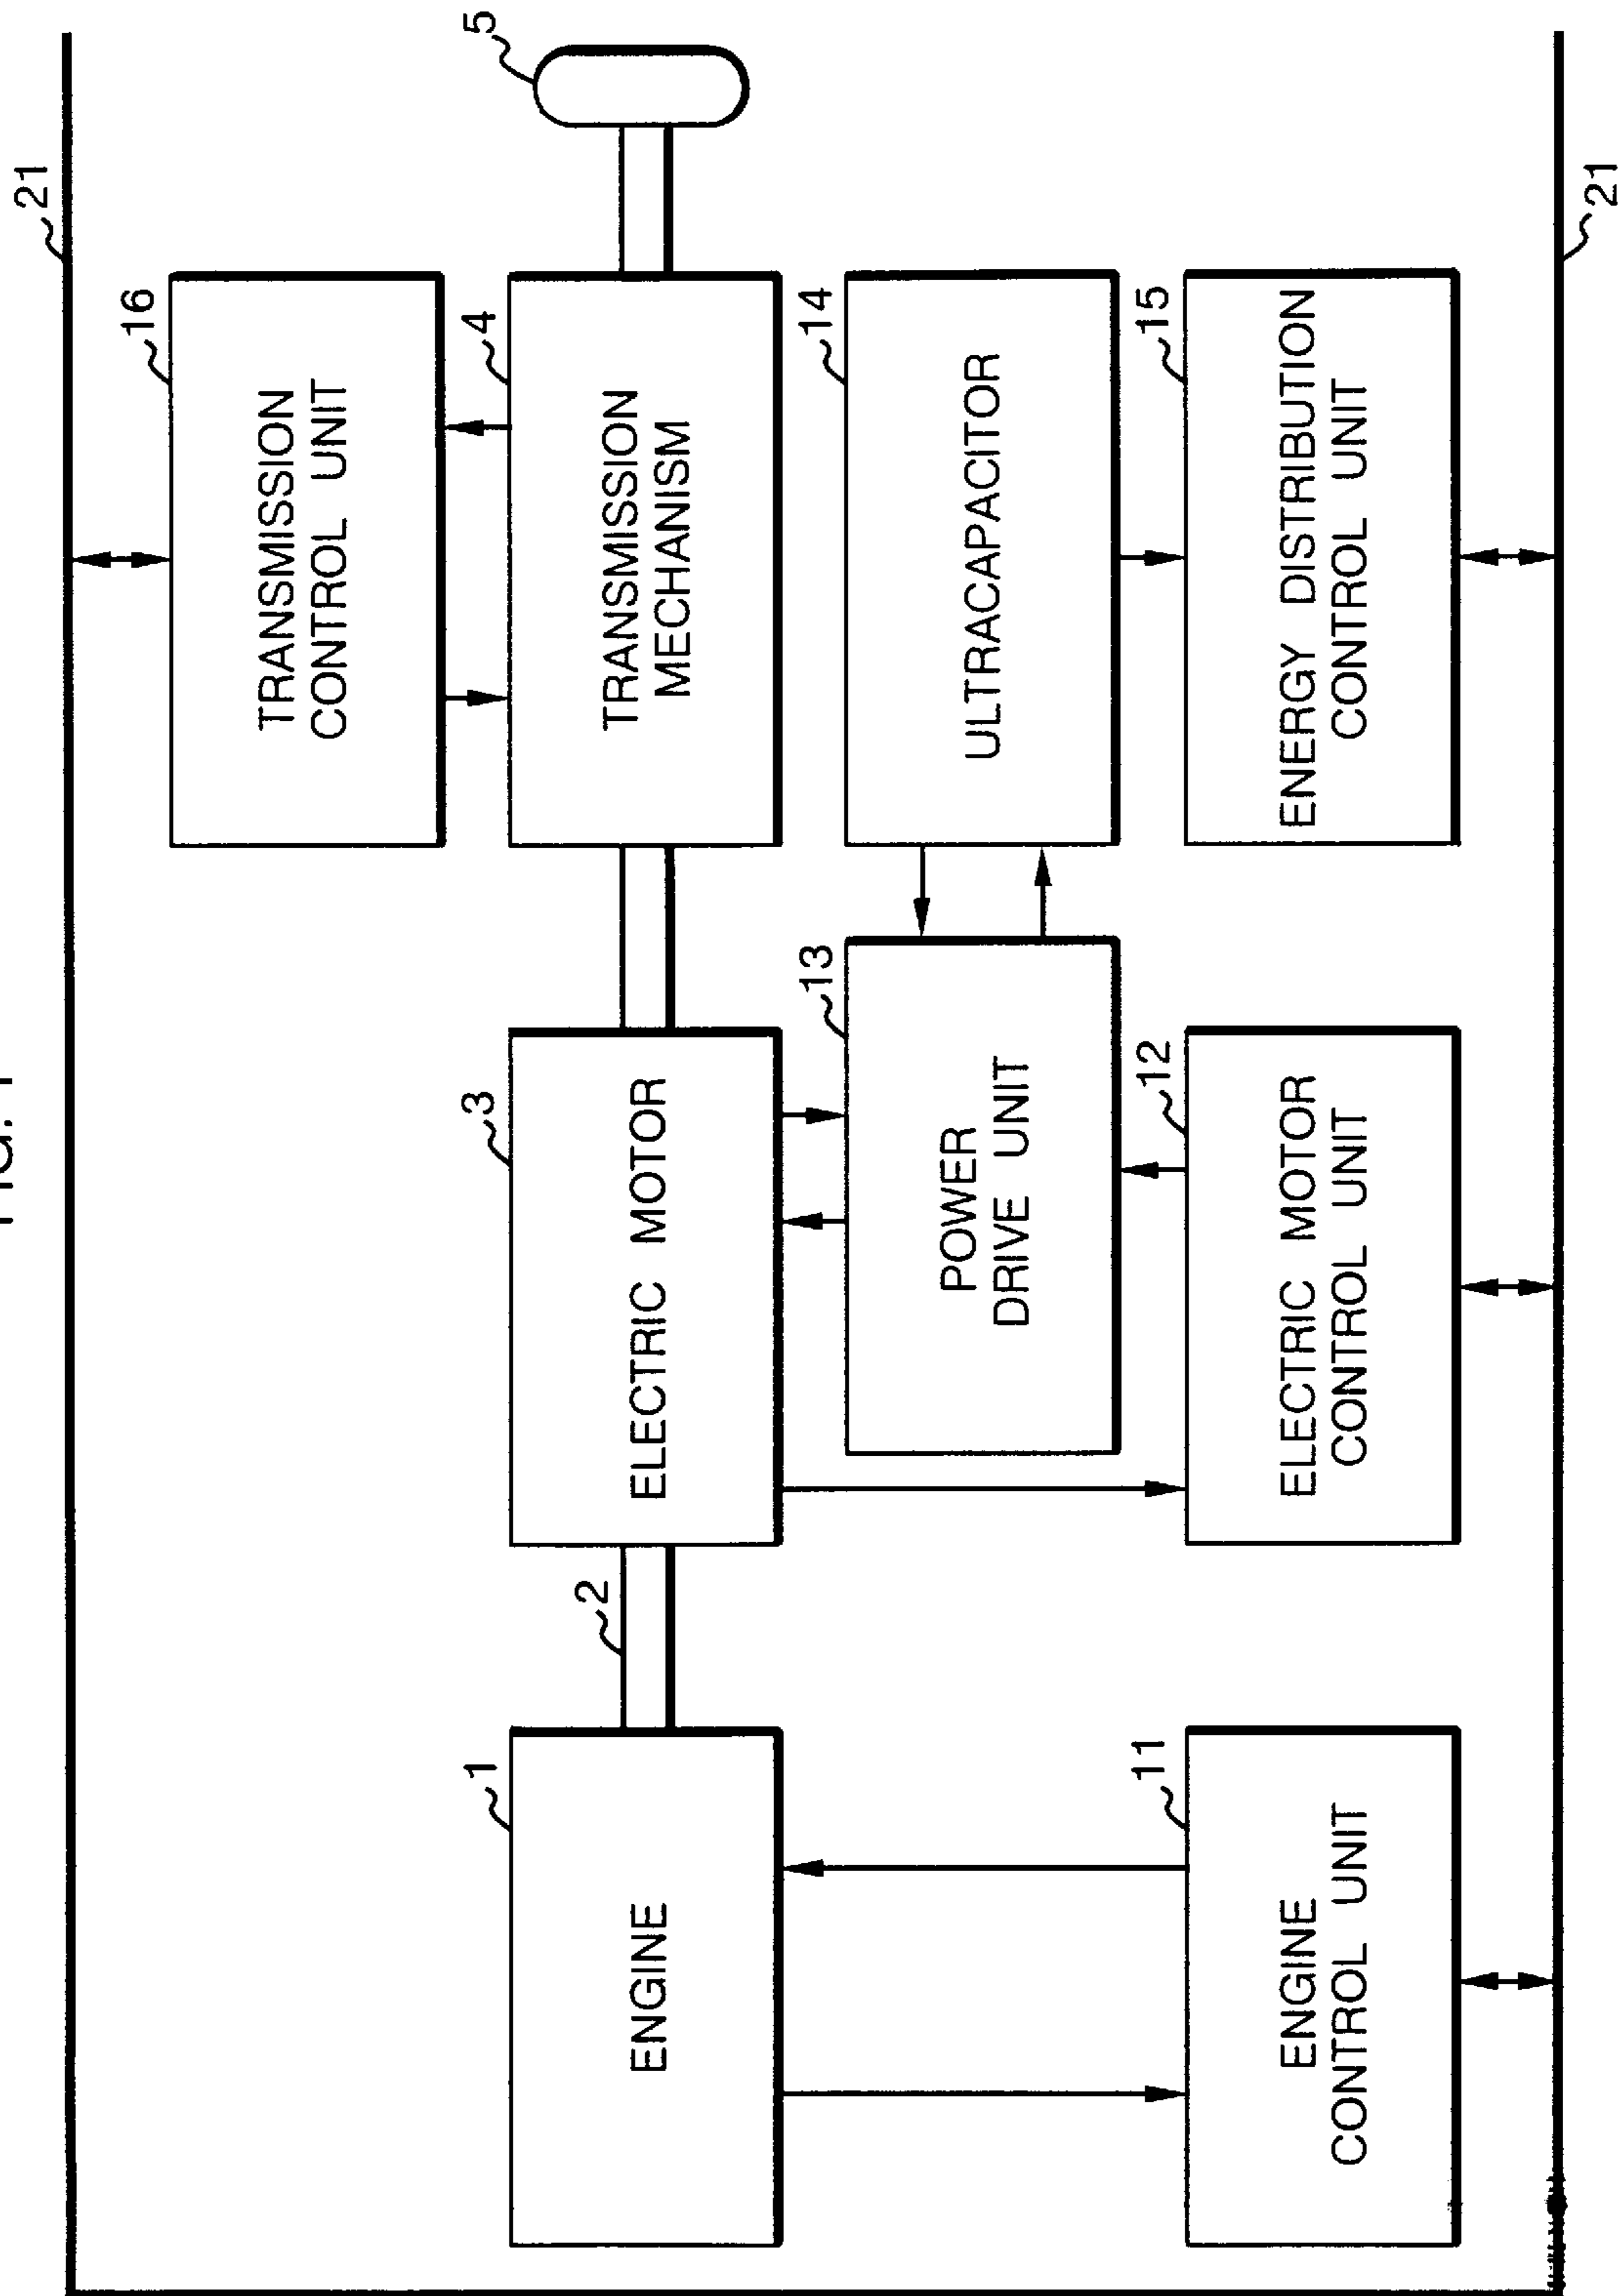 FIG. 1
21
16
TRANSMISSION
CONTROL UNIT
1
ENGINE
2
3
ELECTRIC MOTOR
4
TRANSMISSION
MECHANISM
5
13
POWER
DRIVE UNIT
14
ULTRACAPACITOR
11
ENGINE
CONTROL UNIT
12
ELECTRIC MOTOR
CONTROL UNIT
15
ENERGY DISTRIBUTION
CONTROL UNIT
21